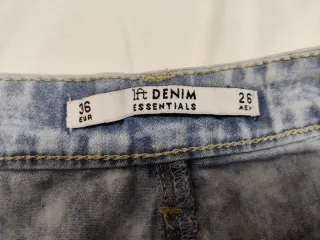 36 lft DENIM 26
EUR ESSENTIALS MEX